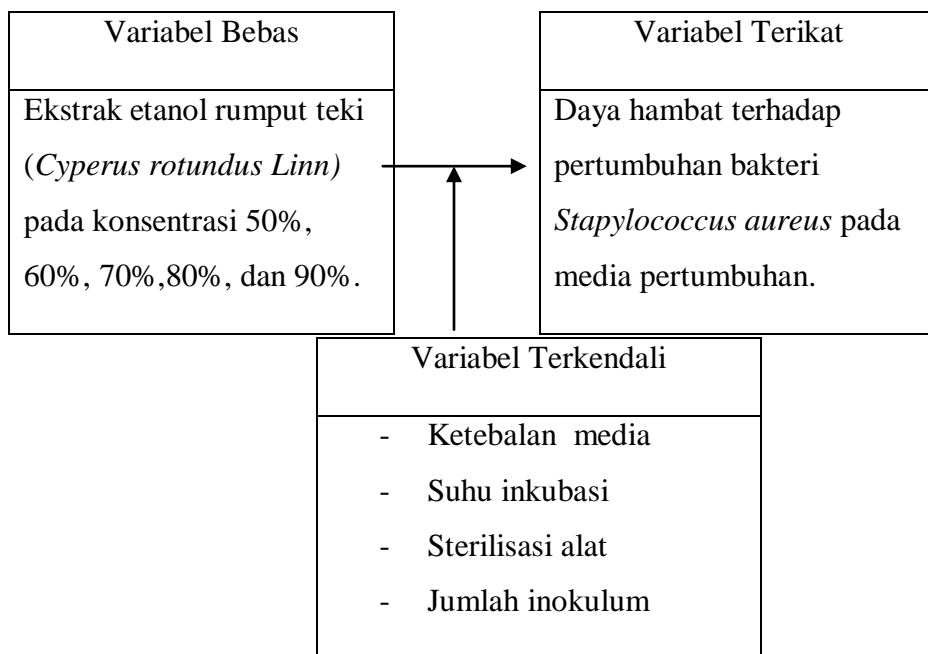 Variabel Bebas
Ekstrak etanol rumput teki
(Cyperus rotundus Linn)
pada konsentrasi 50%,
60%, 70%,80%, dan 90%.
Variabel Terikat
Daya hambat terhadap
pertumbuhan bakteri
Stapylococcus aureus pada
media pertumbuhan.
Variabel Terkendali
- Ketebalan media
- Suhu inkubasi
- Sterilisasi alat
- Jumlah inokulum